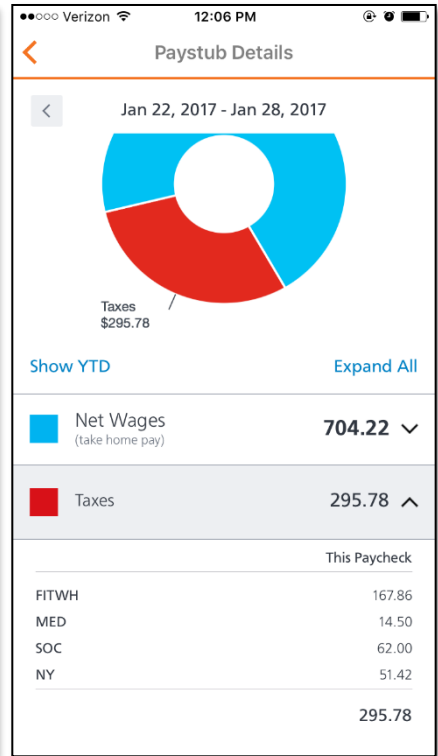 Verizon 12:06 PM
Paystub Details
Jan 22, 2017 - Jan 28, 2017
Taxes
$295.78
Show YTD Expand All
Net Wages 704.22
(take home pay)
Taxes 295.78
This Paycheck
FITWH 167.86
MED 14.50
SOC 62.00
NY 51.42
295.78